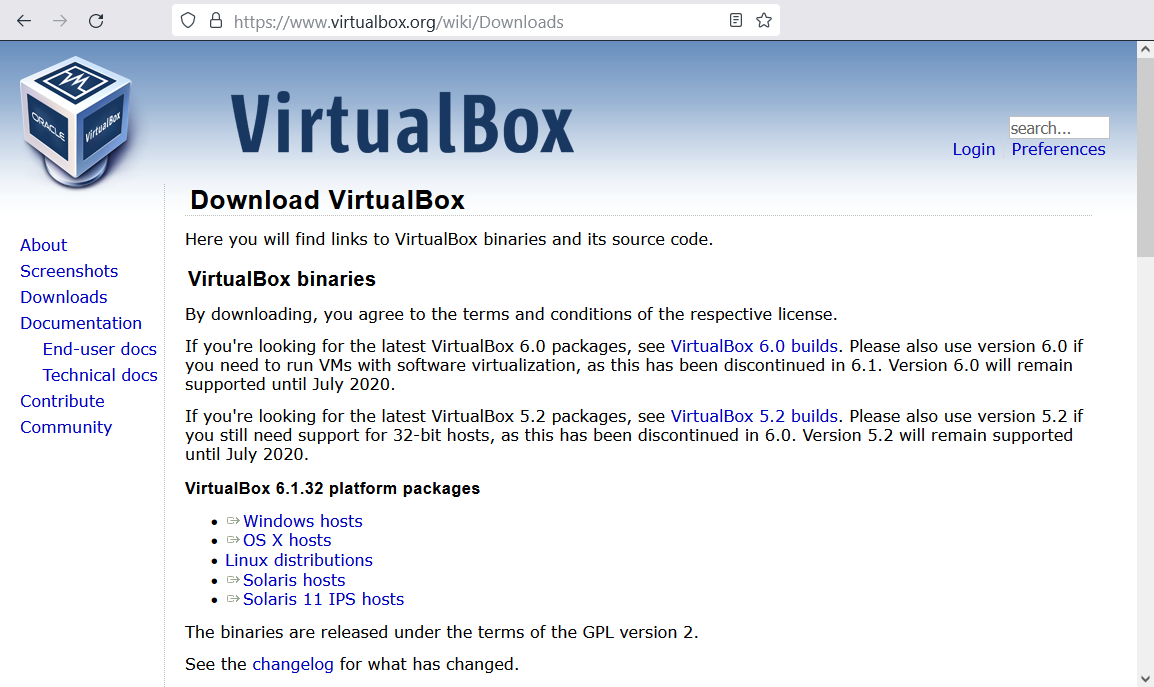 https://www.virtualbox.org/wiki/Downloads
ORACLE
VirtualBox
VirtualBox
search...
Login Preferences
Download VirtualBox
About
Screenshots
Downloads
Documentation
End-user docs
Technical docs
Contribute
Community
Here you will find links to VirtualBox binaries and its source code.
VirtualBox binaries
By downloading, you agree to the terms and conditions of the respective license.
If you're looking for the latest VirtualBox 6.0 packages, see VirtualBox 6.0 builds. Please also use version 6.0 if
you need to run VMs with software virtualization, as this has been discontinued in 6.1. Version 6.0 will remain
supported until July 2020.
If you're looking for the latest VirtualBox 5.2 packages, see VirtualBox 5.2 builds. Please also use version 5.2 if
you still need support for 32-bit hosts, as this has been discontinued in 6.0. Version 5.2 will remain supported
until July 2020.
VirtualBox 6.1.32 platform packages
Windows hosts
OS X hosts
Linux distributions
Solaris hosts
Solaris 11 IPS hosts
The binaries are released under the terms of the GPL version 2.
See the changelog for what has changed.